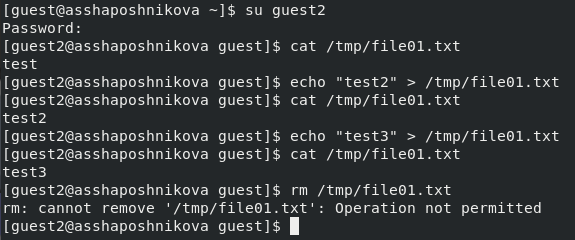 [guest@asshaposhnikova ~]$ su guest2
Password:
[guest2@asshaposhnikova guest]$ cat /tmp/file01.txt
test
[guest2@asshaposhnikova guest]$ echo "test2" > /tmp/file01.txt
[guest2@asshaposhnikova guest]$ cat /tmp/file01.txt
test2
[guest2@asshaposhnikova guest]$ echo "test3" > /tmp/file01.txt
[guest2@asshaposhnikova guest]$ cat /tmp/file01.txt
test3
[guest2@asshaposhnikova guest]$ rm /tmp/file01.txt
rm: cannot remove '/tmp/file01.txt': Operation not permitted
[guest2@asshaposhnikova guest]$